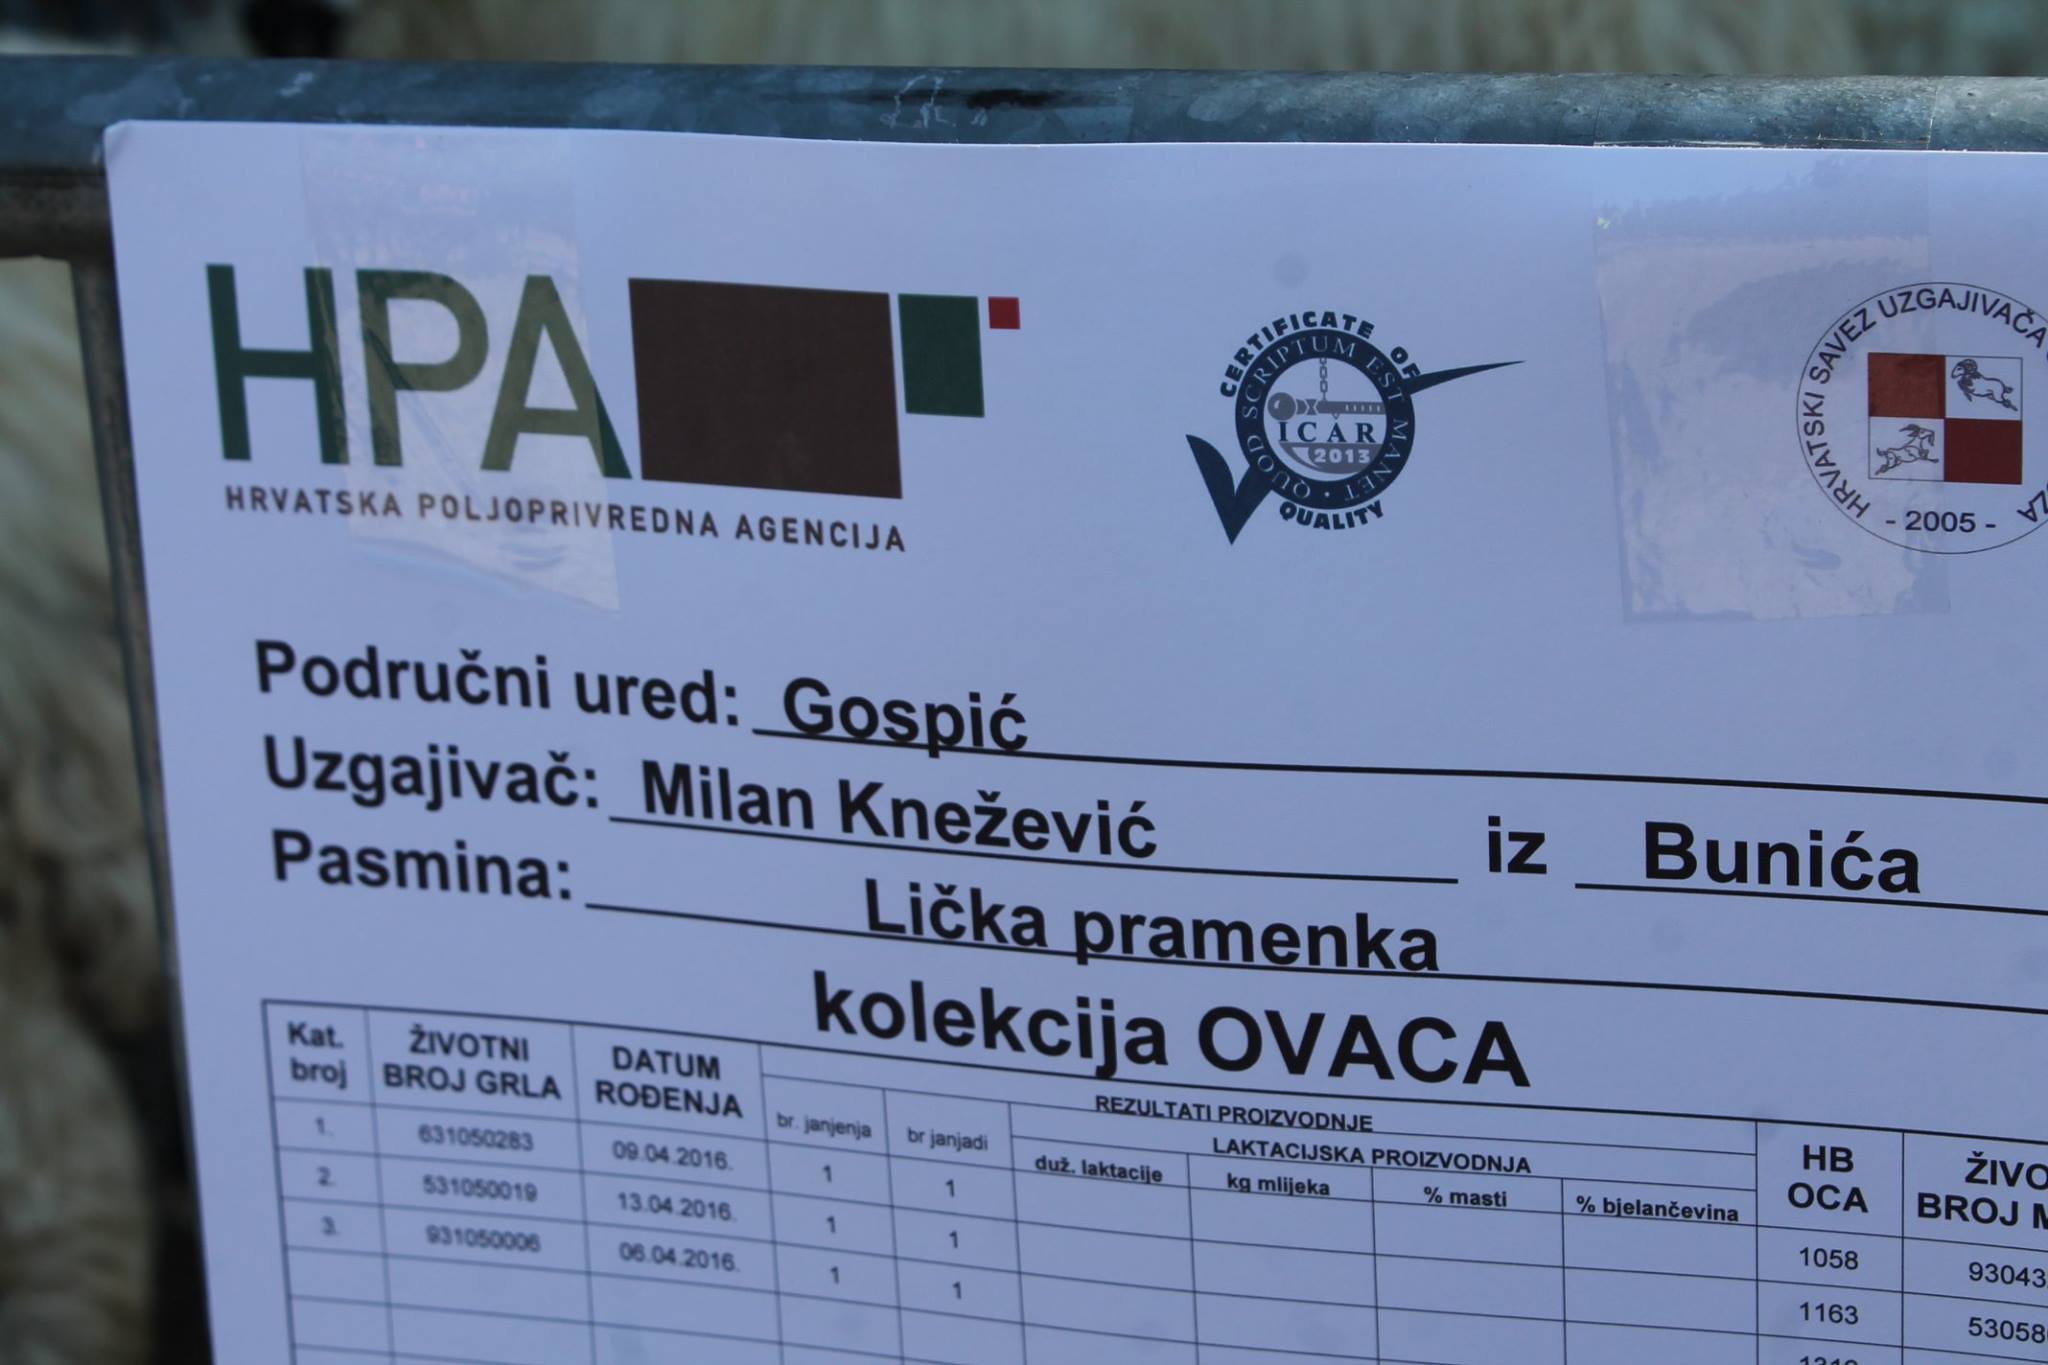 HPA
HRVATSKA POLJOPRIVREDNA AGENCIJA
CERTIFICATE OF
QUOD SCRIPTUM EST MANET
ICAR
2013
QUALITY
HRVATSKI SAVEZ UZGAJIVAČA
- 2005 -
Područni ured: Gospić
Uzgajivač: Milan Knežević iz Bunića
Pasmina: Lička pramenka
kolekcija OVACA
Kat. broj ŽIVOTNI BROJ GRLA DATUM ROĐENJA REZULTATI PROIZVODNJE HB OCA ŽIVO BROJ M
br. janjenja br janjadi LAKTACIJSKA PROIZVODNJA
duž. laktacije kg mlijeka % masti % bjelančevina
1. 631050283 09.04.2016. 1 1 1058 93043
2. 531050019 13.04.2016. 1 1 1163 53058
3. 931050006 06.04.2016. 1 1